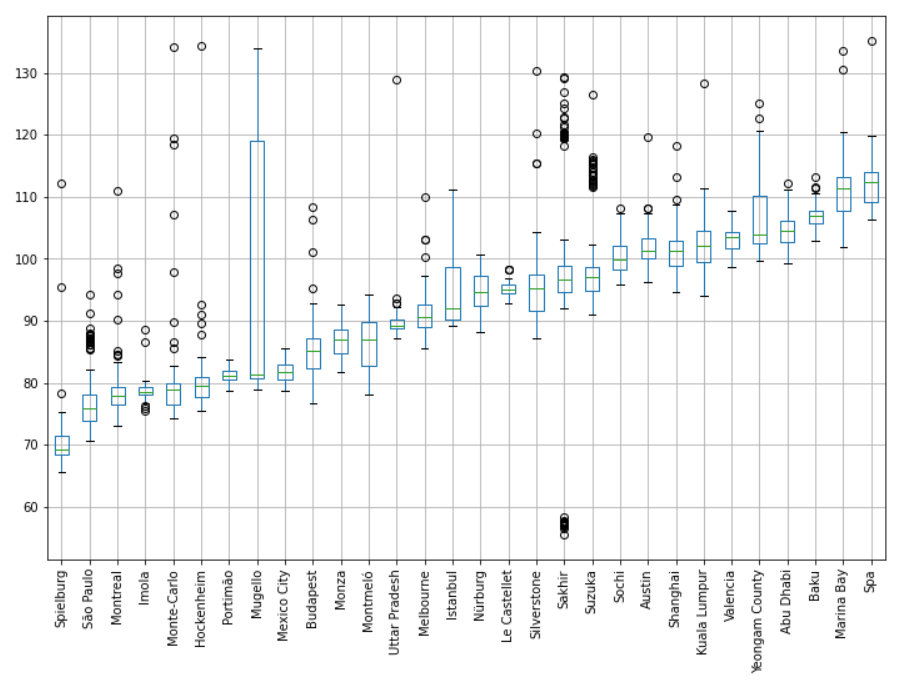 130
120
110
100
90
80
70
60
Spielburg
São Paulo
Montreal
Imola
Monte-Carlo
Hockenheim
Portimão
Mugello
Mexico City
Budapest
Monza
Montmeló
Uttar Pradesh
Melbourne
Istanbul
Nürburg
Le Castellet
Silverstone
Sakhir
Suzuka
Sochi
Austin
Shanghai
Kuala Lumpur
Valencia
Yeongam County
Abu Dhabi
Baku
Marina Bay
Spa